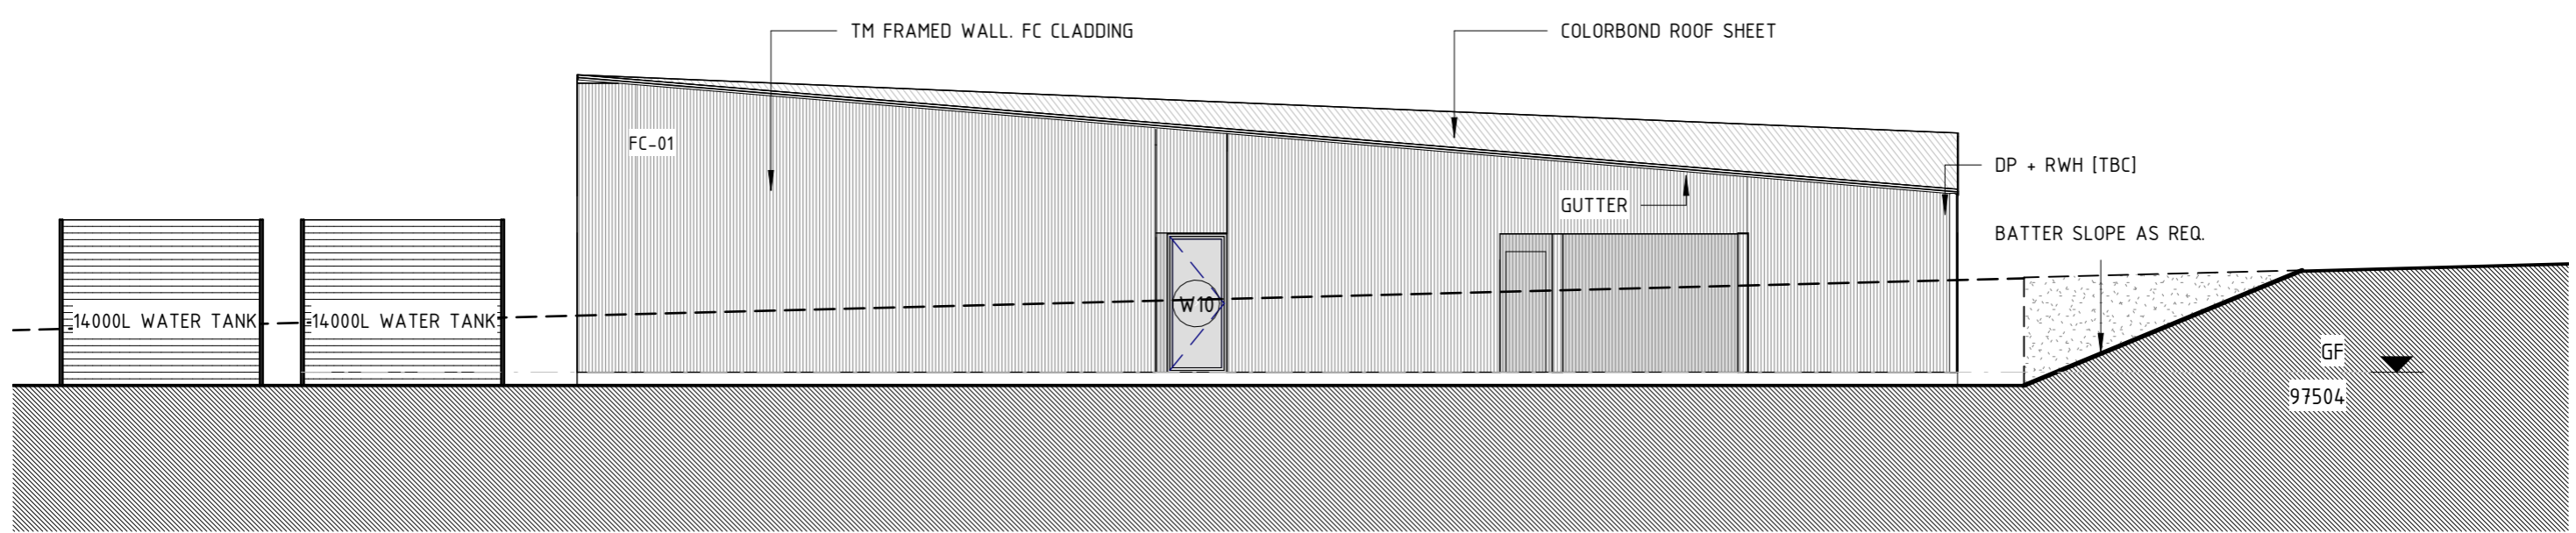 TM FRAMED WALL. FC CLADDING
COLORBOND ROOF SHEET
FC-01
DP + RWH [TBC]
GUTTER
BATTER SLOPE AS REQ.
W10
14000L WATER TANK
14000L WATER TANK
GF
97504